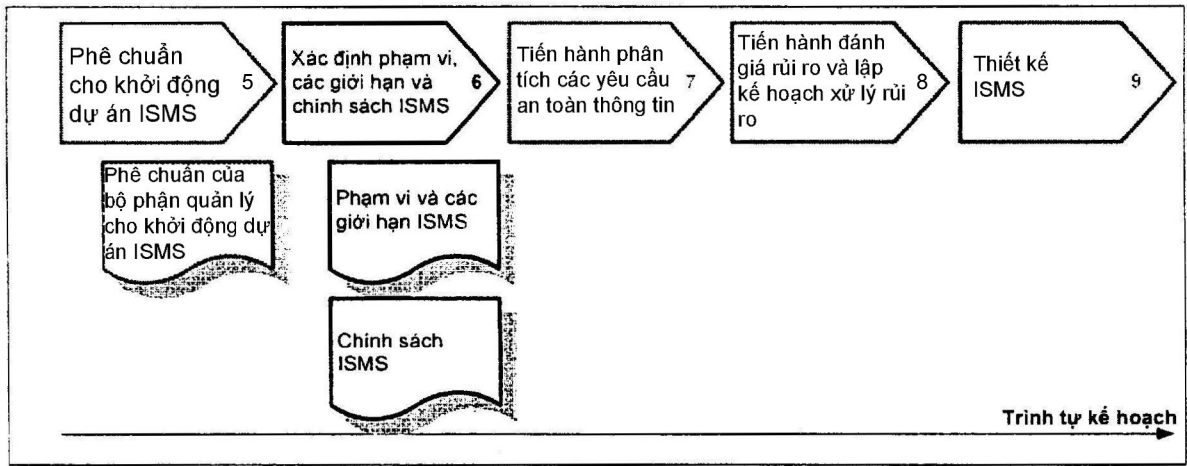 Phê chuẩn
cho khởi động 5
dự án ISMS
Xác định phạm vi,
các giới hạn và 6
chính sách ISMS
Tiến hành phân
tích các yêu cầu 7
an toàn thông tin
Tiến hành đánh
giá rủi ro và lập 8
kế hoạch xử lý rủi
ro
Thiết kế 9
ISMS
Phê chuẩn của
bộ phận quản lý
cho khởi động dự
án ISMS
Phạm vi và các
giới hạn ISMS
Chính sách
ISMS
Trình tự kế hoạch